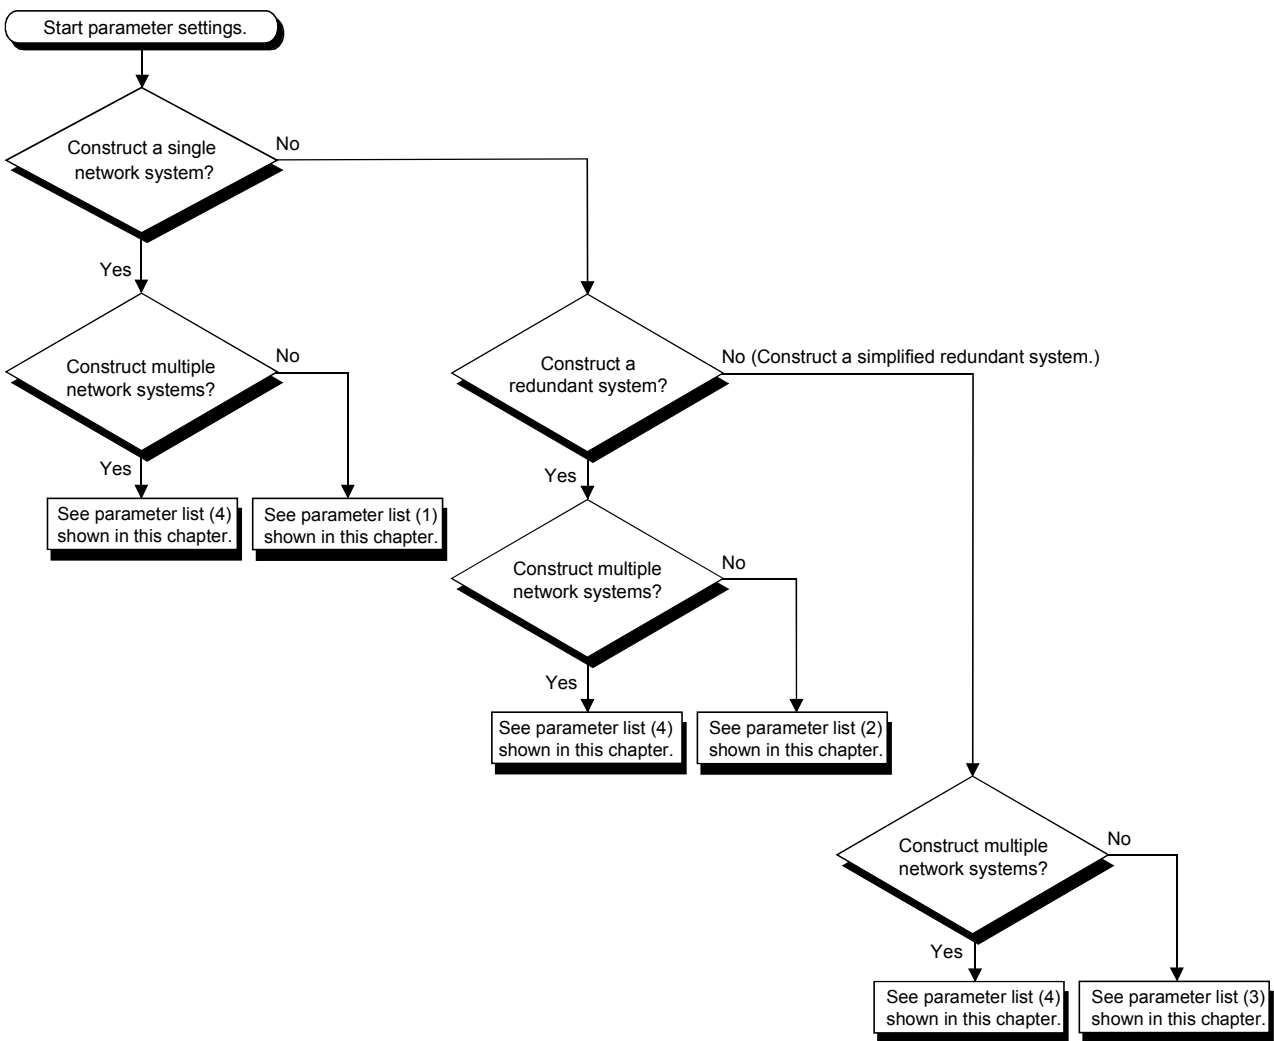 Start parameter settings.
Construct a single
network system?
No
Yes
Construct multiple
network systems?
No
Yes
See parameter list (4)
shown in this chapter.
See parameter list (1)
shown in this chapter.
Construct a
redundant system?
No (Construct a simplified redundant system.)
Yes
Construct multiple
network systems?
No
Yes
See parameter list (4)
shown in this chapter.
See parameter list (2)
shown in this chapter.
Construct multiple
network systems?
No
Yes
See parameter list (4)
shown in this chapter.
See parameter list (3)
shown in this chapter.